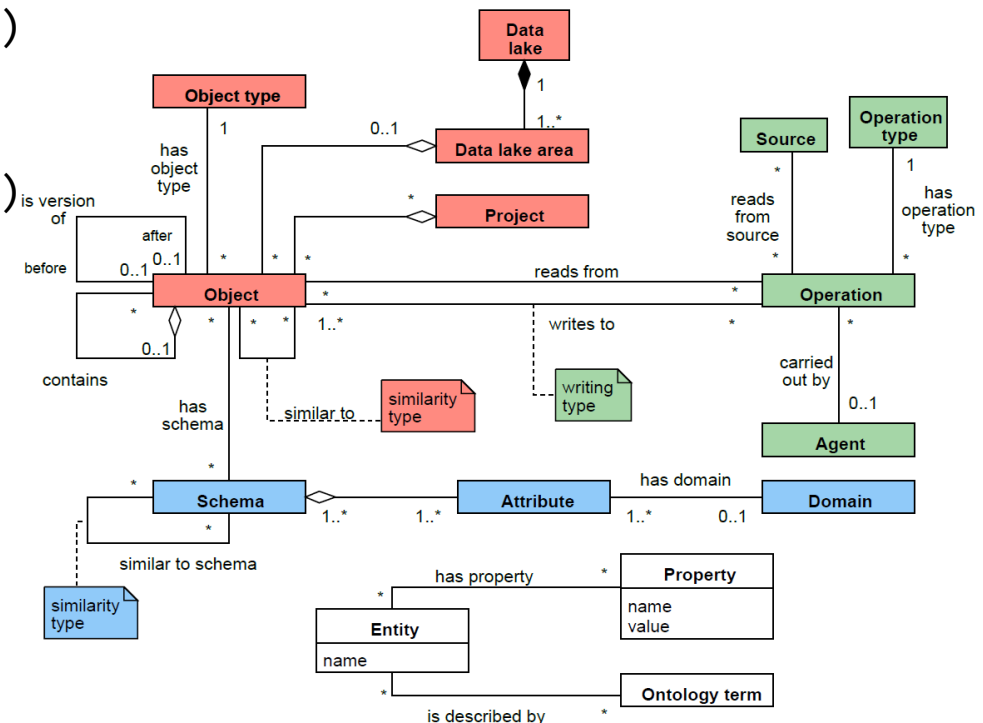 )
Data
lake
1
1..*
Object type
1
has
object
type
0..1
Data lake area
Source
Operation
type
*
1
)
is version
of
*
Project
reads
from
source
has
operation
type
after
before
0..1
0..1
*
*
*
*
*
Object
reads from
Operation
*
*
*
*
*
*
1..*
writes to
*
*
0..1
contains
carried
out by
has
schema
similar to
similarity
type
writing
type
0..1
Agent
*
*
Schema
Attribute
has domain
Domain
*
1..*
1..*
1..*
0..1
similar to schema
similarity
type
has property
*
Property
name
value
*
Entity
name
*
Ontology term
is described by
*